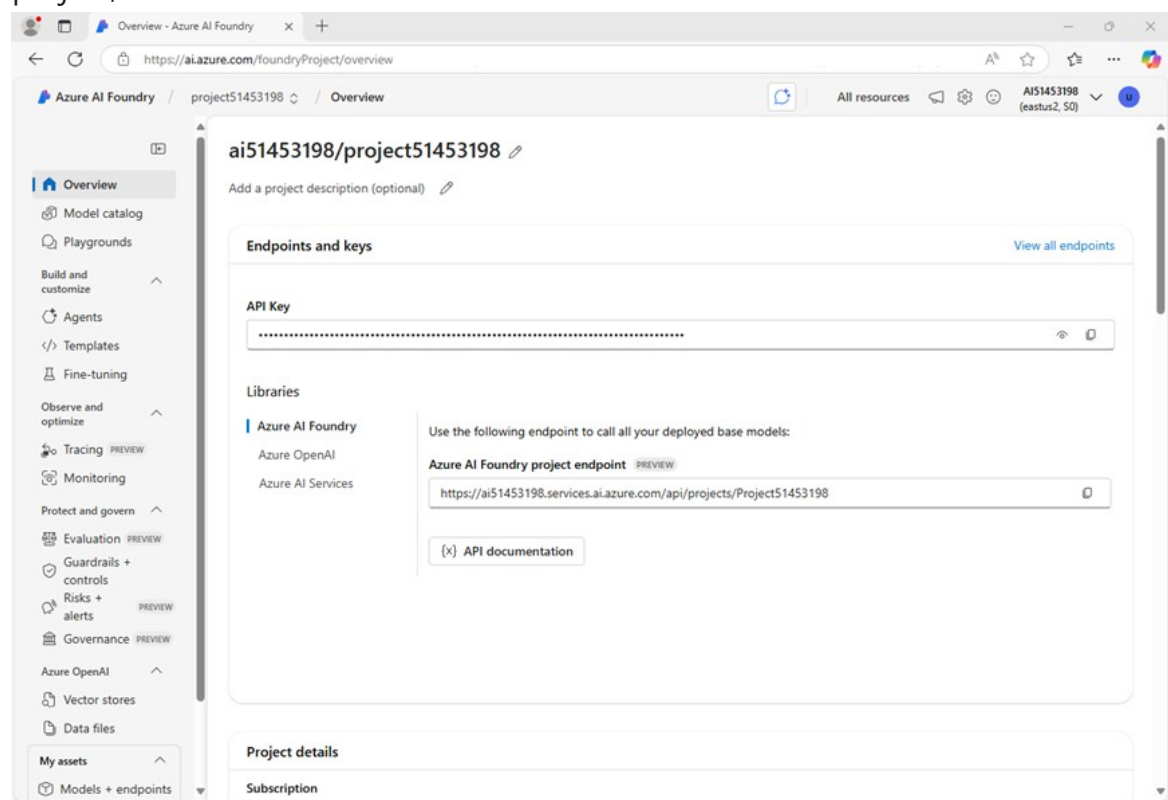 Overview - Azure AI Foundry
https://ai.azure.com/foundryProject/overview
Azure AI Foundry / project51453198 / Overview
All resources
AI51453198
(eastus2, S0)
U
Overview
Model catalog
Playgrounds
Build and
customize
Agents
Templates
Fine-tuning
Observe and
optimize
Tracing PREVIEW
Monitoring
Protect and govern
Evaluation PREVIEW
Guardrails +
controls
Risks +
alerts PREVIEW
Governance PREVIEW
Azure OpenAI
Vector stores
Data files
My assets
Models + endpoints
ai51453198/project51453198
Add a project description (optional)
Endpoints and keys
View all endpoints
API Key
Libraries
Azure AI Foundry
Azure OpenAI
Azure AI Services
Use the following endpoint to call all your deployed base models:
Azure AI Foundry project endpoint PREVIEW
https://ai51453198.services.ai.azure.com/api/projects/Project51453198
{x} API documentation
Project details
Subscription